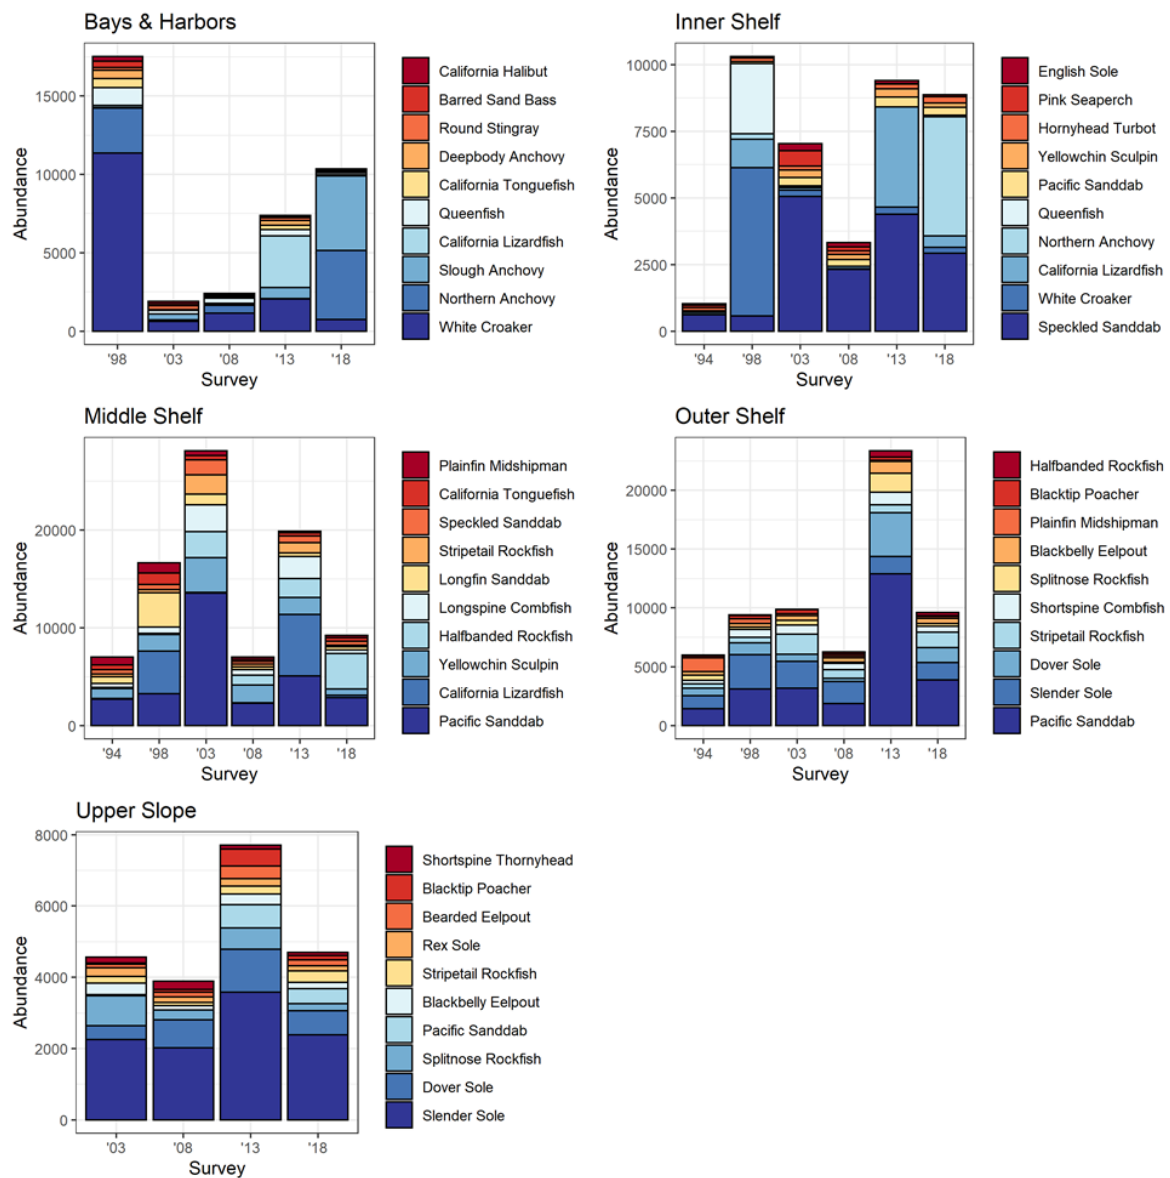 Bays & Harbors
Abundance
15000
10000
5000
0
'98
'03
'08
'13
'18
Survey
California Halibut
Barred Sand Bass
Round Stingray
Deepbody Anchovy
California Tonguefish
Queenfish
California Lizardfish
Slough Anchovy
Northern Anchovy
White Croaker
Inner Shelf
Abundance
10000
7500
5000
2500
0
'94
'98
'03
'08
'13
'18
Survey
English Sole
Pink Seaperch
Hornyhead Turbot
Yellowchin Sculpin
Pacific Sanddab
Queenfish
Northern Anchovy
California Lizardfish
White Croaker
Speckled Sanddab
Middle Shelf
Abundance
20000
10000
0
'94
'98
'03
'08
'13
'18
Survey
Plainfin Midshipman
California Tonguefish
Speckled Sanddab
Stripetail Rockfish
Longfin Sanddab
Longspine Combfish
Halfbanded Rockfish
Yellowchin Sculpin
California Lizardfish
Pacific Sanddab
Outer Shelf
Abundance
20000
15000
10000
5000
0
'94
'98
'03
'08
'13
'18
Survey
Halfbanded Rockfish
Blacktip Poacher
Plainfin Midshipman
Blackbelly Eelpout
Splitnose Rockfish
Shortspine Combfish
Stripetail Rockfish
Dover Sole
Slender Sole
Pacific Sanddab
Upper Slope
Abundance
8000
6000
4000
2000
0
'03
'08
'13
'18
Survey
Shortspine Thornyhead
Blacktip Poacher
Bearded Eelpout
Rex Sole
Stripetail Rockfish
Blackbelly Eelpout
Pacific Sanddab
Splitnose Rockfish
Dover Sole
Slender Sole